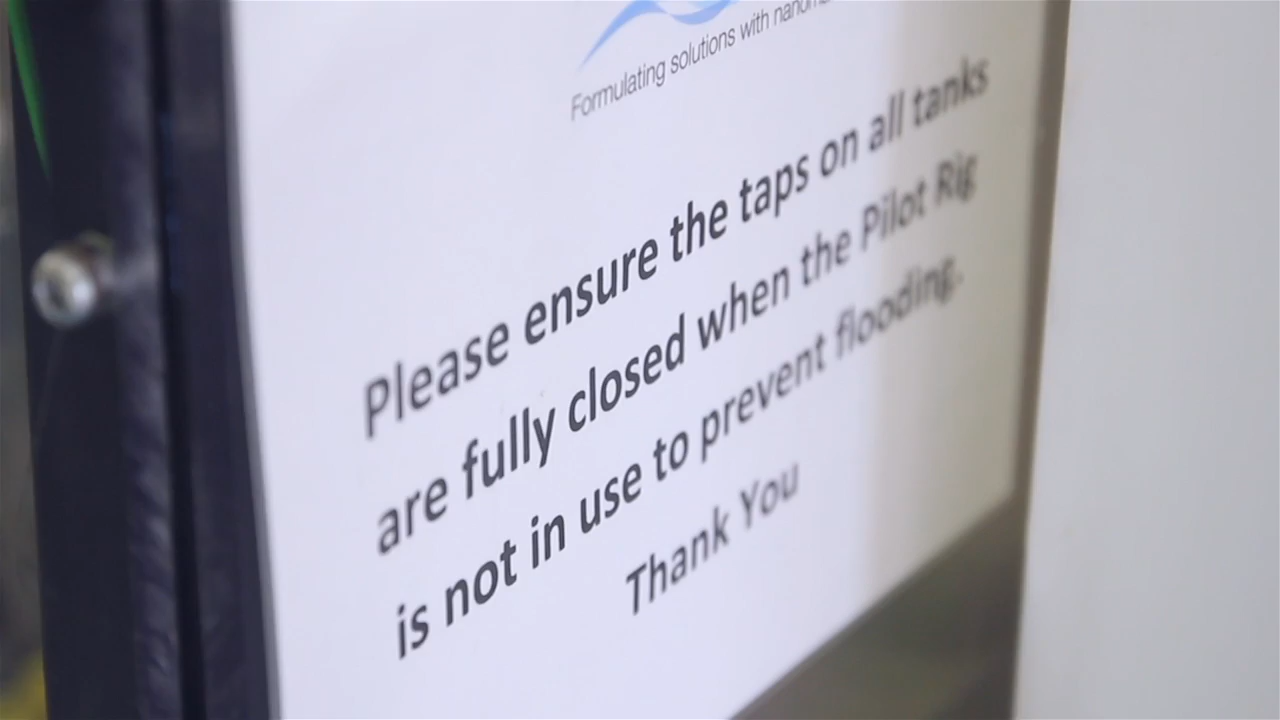 Formulating solutions with
Please ensure the taps on all tanks
are fully closed when the Pilot Rig
is not in use to prevent flooding.
Thank You